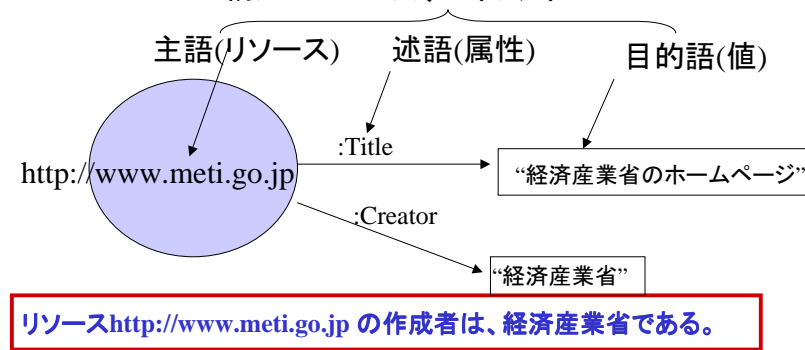 主語(リソース)
述語(属性)
目的語(値)
:Title
http://www.meti.go.jp
“経済産業省のホームページ”
:Creator
“経済産業省”
リソースhttp://www.meti.go.jp の作成者は、経済産業省である。